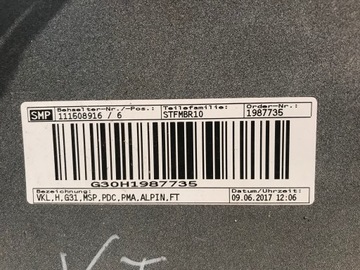 SMP Behaelter-Nr./-Pos.: Teilefamilie: Order-Nr.:
111608916 / 6 STFMBR10 1987735
G30H1987735
Bezeichnung: Datum/Uhrzeit:
VKL,H,G31,MSP,PDC,PMA,ALPIN,FT 09.06.2017 12:06